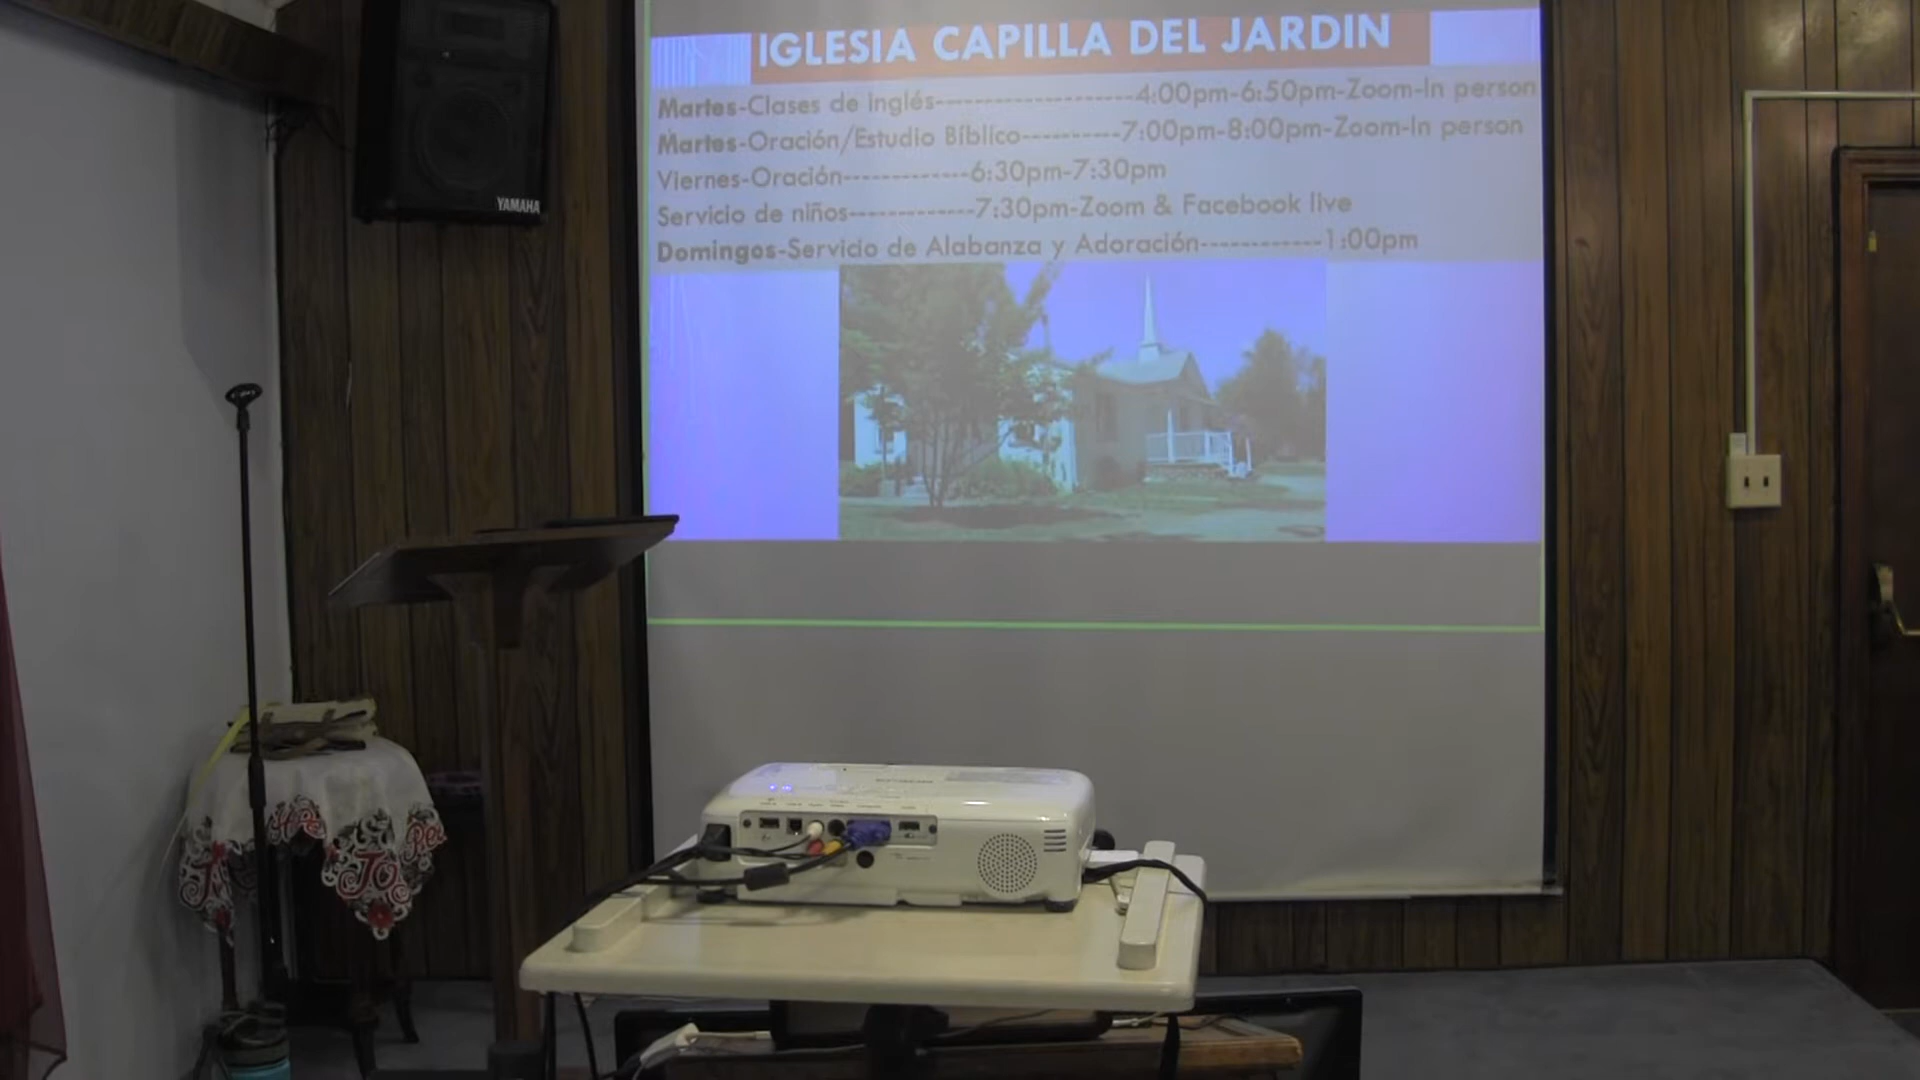 IGLESIA CAPILLA DEL JARDIN
Martes-Clases de Inglés-------------------4:00pm-6:50pm-Zoom-In person
Martes-Oración/Estudio Bíblico----------7:00pm-8:00pm-Zoom-In person
Viernes-Oración------------6:30pm-7:30pm
Servicio de niños------------7:30pm-Zoom & Facebook live
Domingos-Servicio de Alabanza y Adoración------------1:00pm
YAMAHA